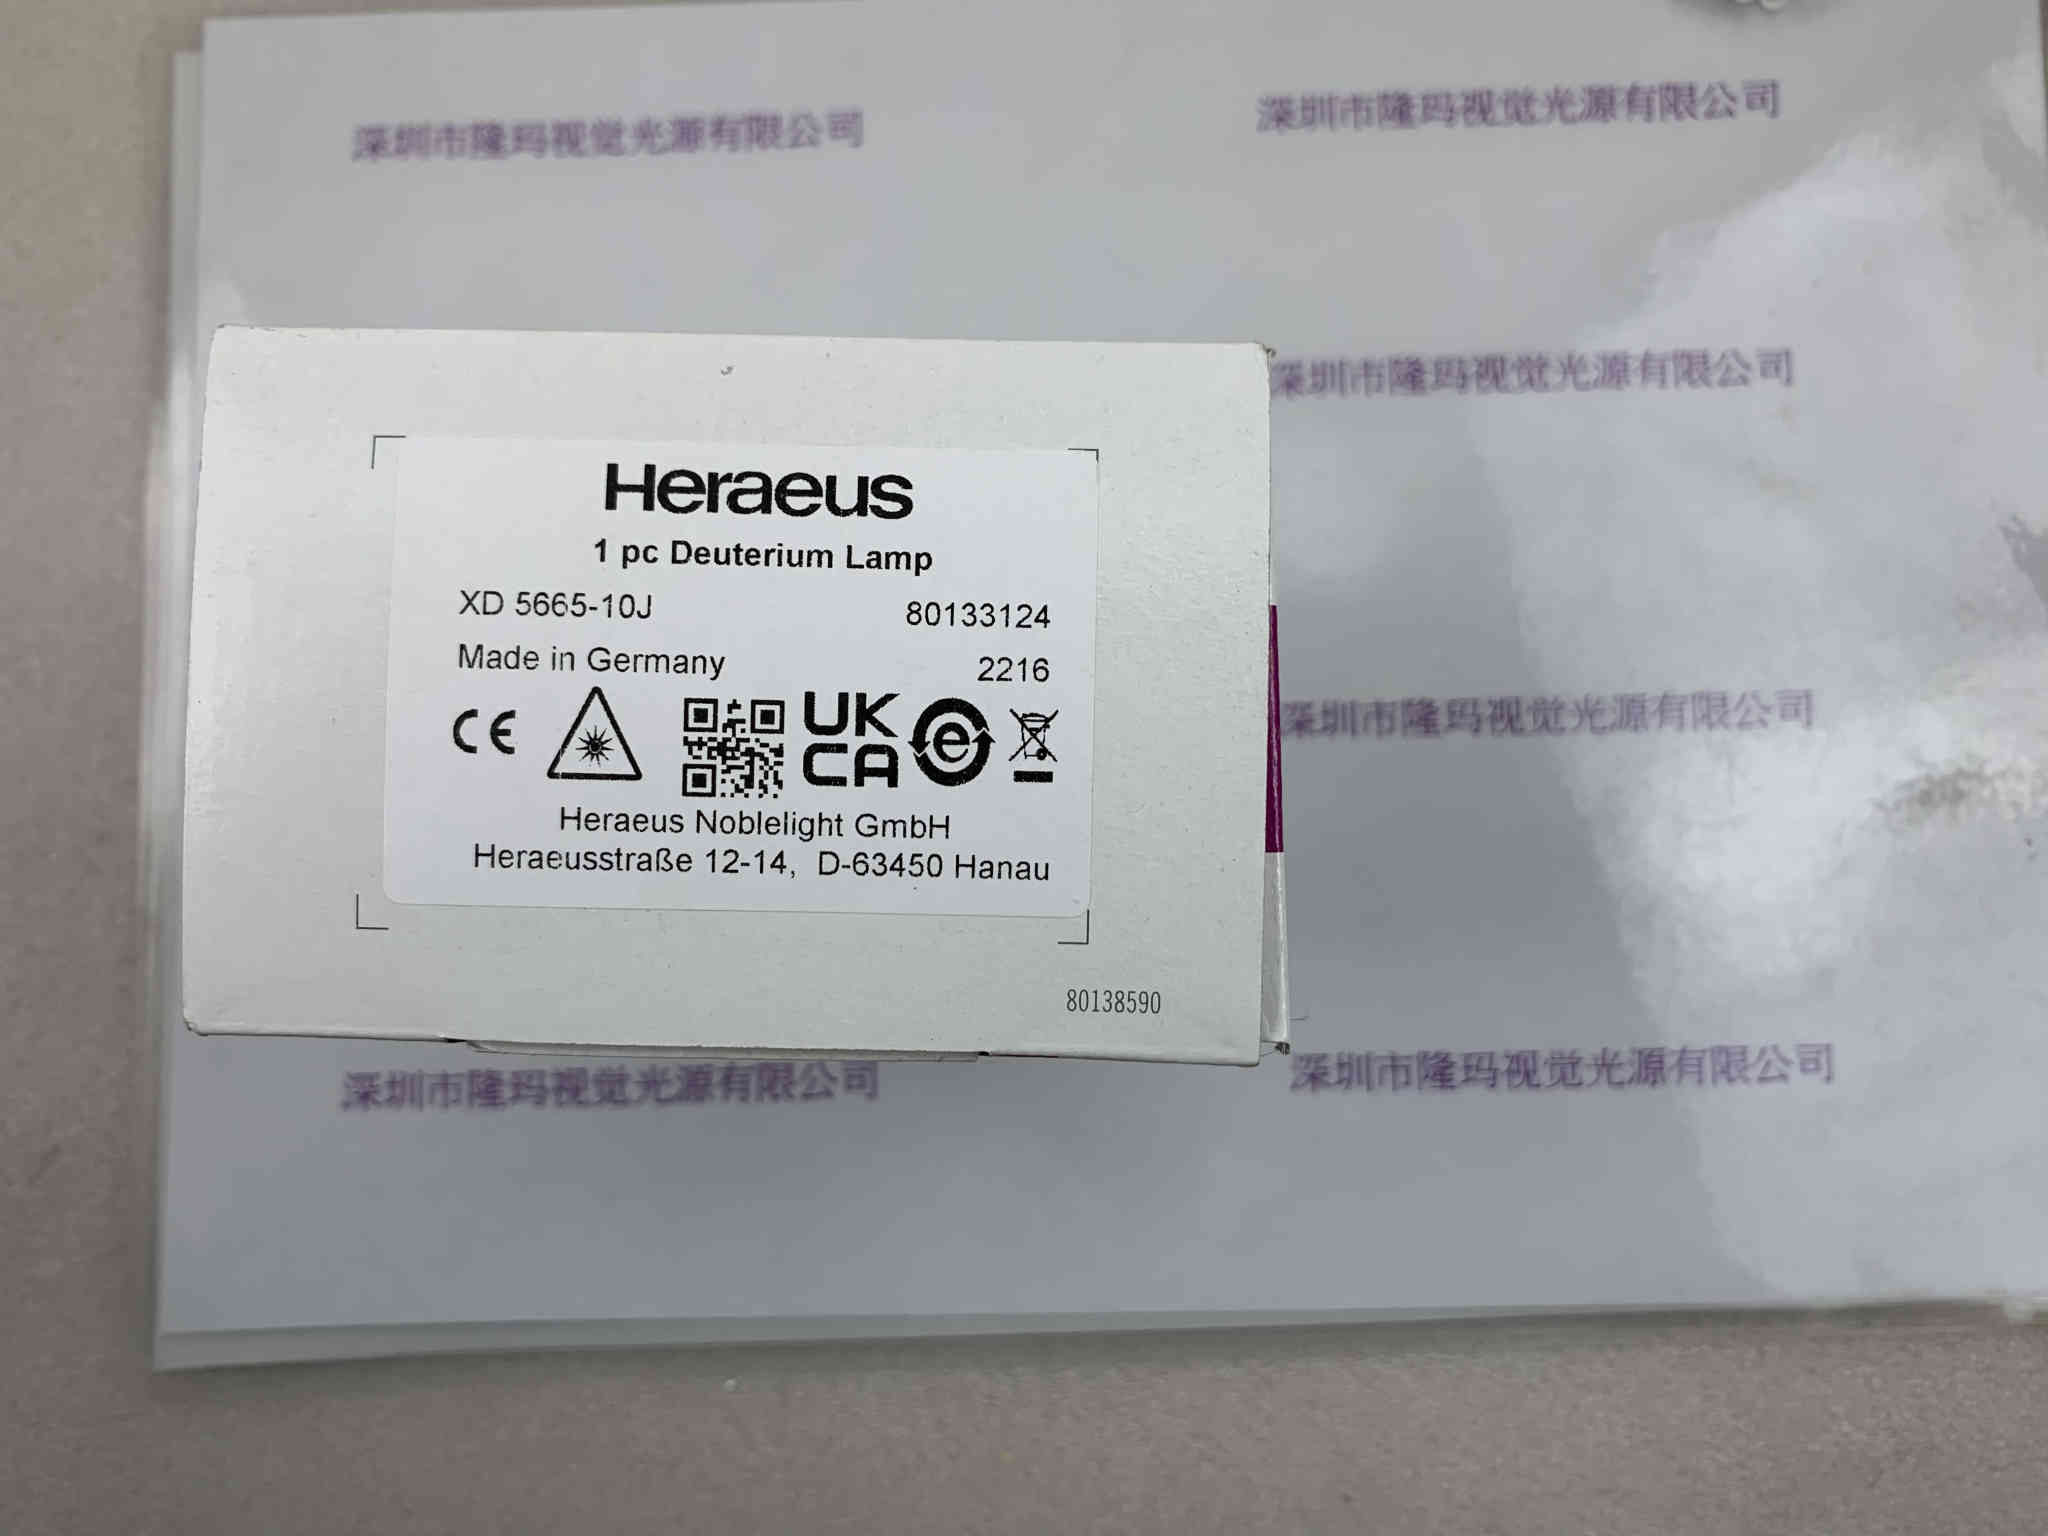 深圳市隆玛视觉光源有限公司
深圳市隆玛视觉光源有限公司
深圳市隆玛视觉光源有限公司
Heraeus
1 pc Deuterium Lamp
XD 5665-10J 80133124
Made in Germany 2216
CE
UK
CA
e
Heraeus Noblelight GmbH
Heraeusstraße 12-14, D-63450 Hanau
深圳市隆玛视觉光源有限公司
80138590
深圳市隆玛视觉光源有限公司
深圳市隆玛视觉光源有限公司